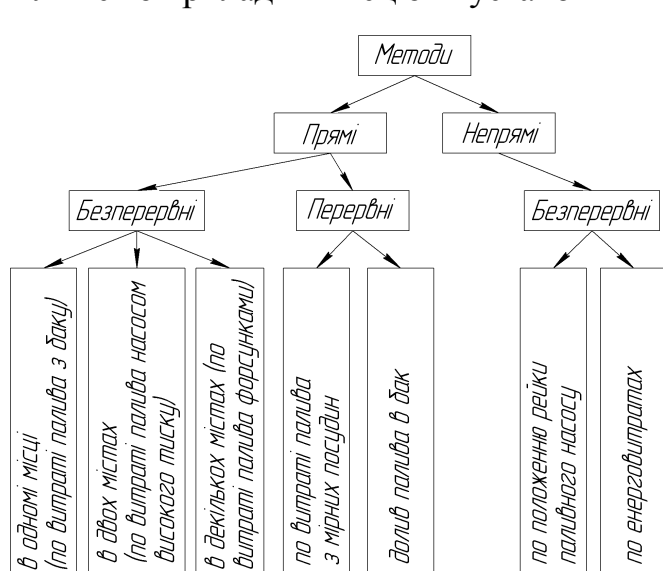 Методи
Прямі
Непрямі
Безперервні
Перервні
Безперервні
в одномі місці
(по витраті палива з баку)
в двох містах
(по витраті палива насосом
високого тиску)
в декількох містах (по
витраті палива форсунками)
по витраті палива
з мірних посудин
долив палива в бак
по положенню рейки
паливного насосу
по енерговитратах